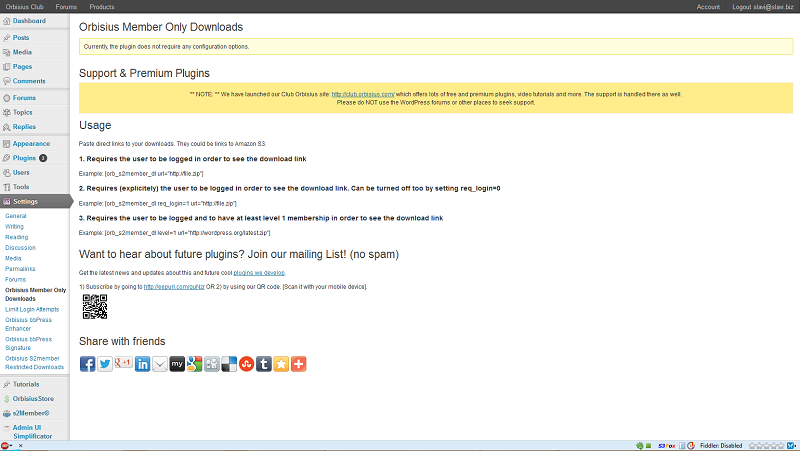 Orbisius Club Forums Products Account Logout slavi@slavi.biz
Dashboard
Posts
Media
Pages
Comments
Forums
Topics
Replies
Appearance
Plugins 3
Users
Tools
Settings
General
Writing
Reading
Discussion
Media
Permalinks
Forums
Orbisius Member Only
Downloads
Limit Login Attempts
Orbisius bbPress
Enhancer
Orbisius bbPress
Signature
Orbisius S2member
Restricted Downloads
Tutorials
OrbisiusStore
s2Member®
Admin UI
Simplificator
Orbisius Member Only Downloads
Currently, the plugin does not require any configuration options.
Support & Premium Plugins
** NOTE: ** We have launched our Club Orbisius site: http://club.orbisius.com/ which offers lots of free and premium plugins, video tutorials and more. The support is handled there as well.
Please do NOT use the WordPress forums or other places to seek support.
Usage
Paste direct links to your downloads. They could be links to Amazon S3.
1. Requires the user to be logged in order to see the download link
Example: [orb_s2member_dl url="http://file.zip"]
2. Requires (explicitely) the user to be logged in order to see the download link. Can be turned off too by setting req_login=0
Example: [orb_s2member_dl req_login=1 url="http://file.zip"]
3. Requires the user to be logged and to have at least level 1 membership in order to see the download link
Example: [orb_s2member_dl level=1 url="http://wordpress.org/latest.zip"]
Want to hear about future plugins? Join our mailing List! (no spam)
Get the latest news and updates about this and future cool plugins we develop.
1) Subscribe by going to OR 2) by using our QR code. [Scan it with your mobile device].
Share with friends
f in g +1 my t
S3Fox Fiddler: Disabled